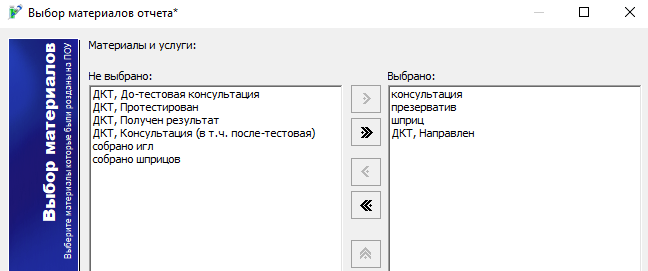 Выбор материалов отчета*
Выбор материалов
Выберите материалы которые были розданы на ПОУ
Материалы и услуги:
Не выбрано:
ДКТ, До-тестовая консультация
ДКТ, Протестирован
ДКТ, Получен результат
ДКТ, Консультация (в т.ч. после-тестовая)
собрано игл
собрано шприцов
Выбрано:
консультация
презерватив
шприц
ДКТ, Направлен